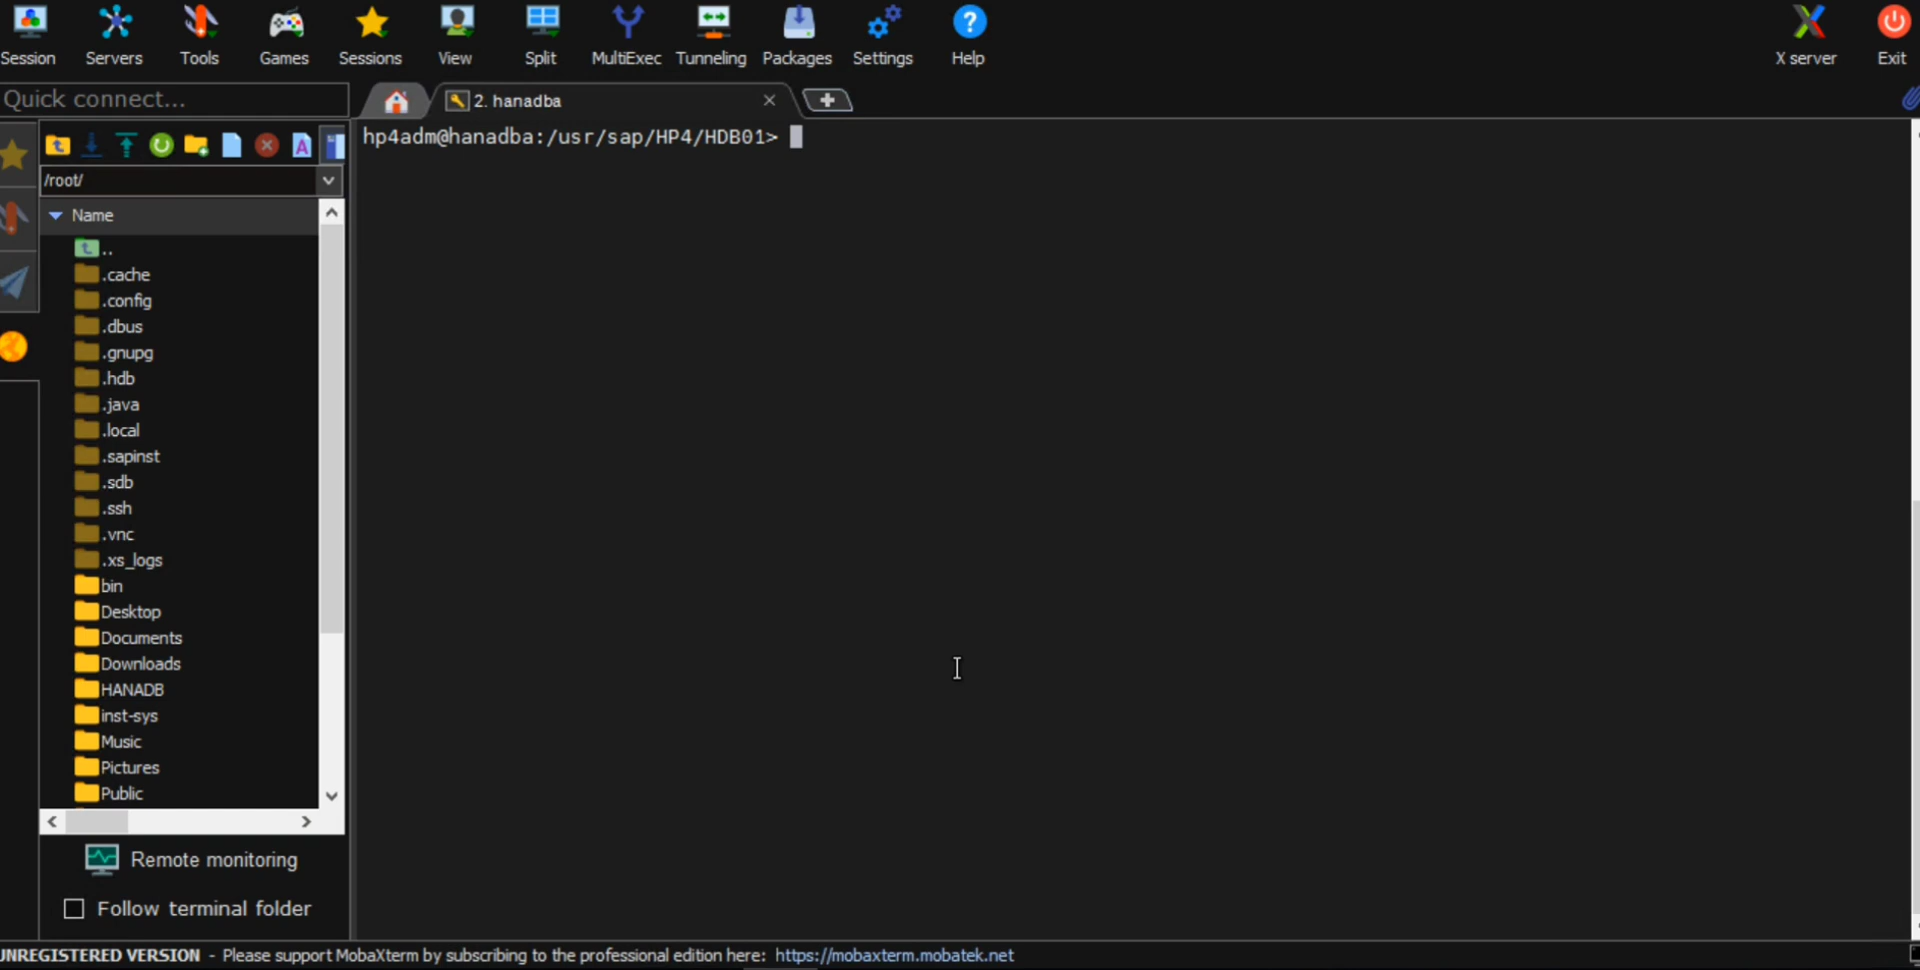 Session Servers Tools Games Sessions View Split MultiExec Tunneling Packages Settings Help X server Exit
Quick connect...
2. hanadba
hp4adm@hanadba:/usr/sap/HP4/HDB01>
/root/
Name
..
.cache
.config
.dbus
.gnupg
.hdb
.java
.local
.sapinst
.sdb
.ssh
.vnc
.xs_logs
bin
Desktop
Documents
Downloads
HANADB
inst-sys
Music
Pictures
Public
Remote monitoring
Follow terminal folder
UNREGISTERED VERSION - Please support MobaXterm by subscribing to the professional edition here: https://mobaxterm.mobatek.net